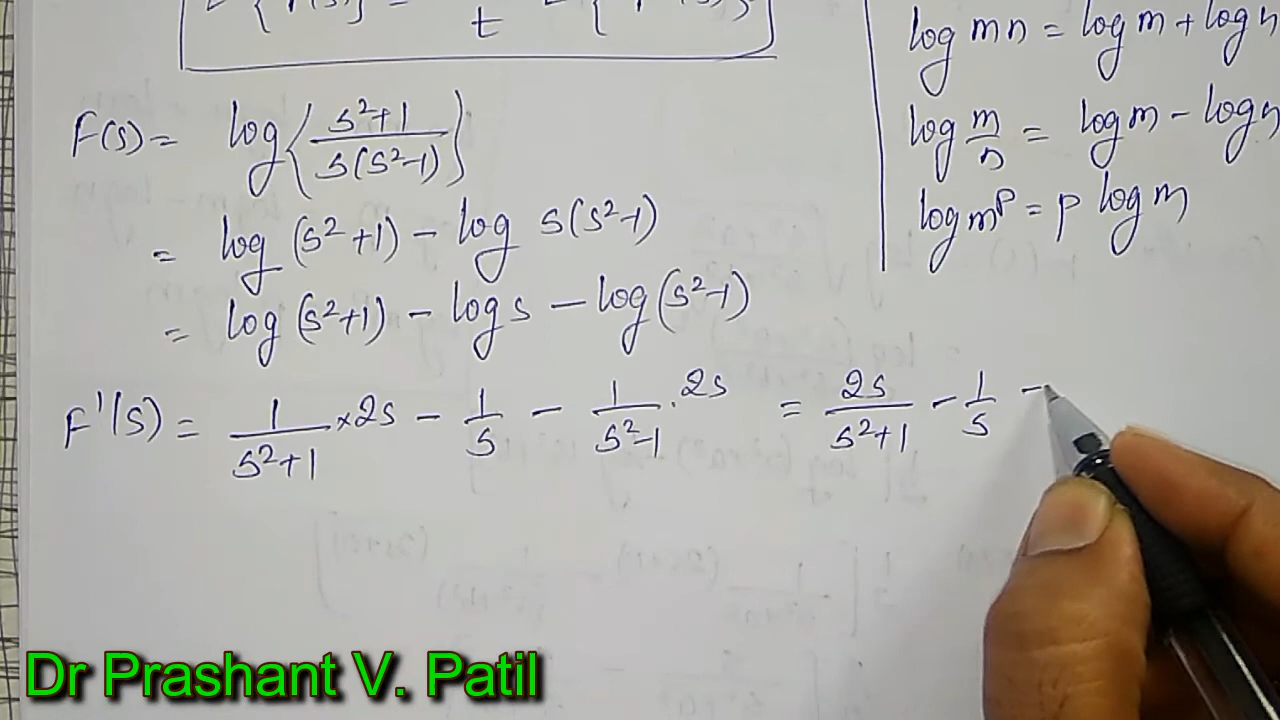 t
log mn = log m + log n
F(s) = log{(s²+1)/(s(s²-1))}
log m/n = log m - log n
= log(s²+1) - log s(s²-1)
log m^p = p log m
= log(s²+1) - log s - log(s²-1)
F'(s) = 1/(s²+1) × 2s - 1/s - 1/(s²-1) . 2s = 2s/(s²+1) - 1/s -
Dr Prashant V. Patil